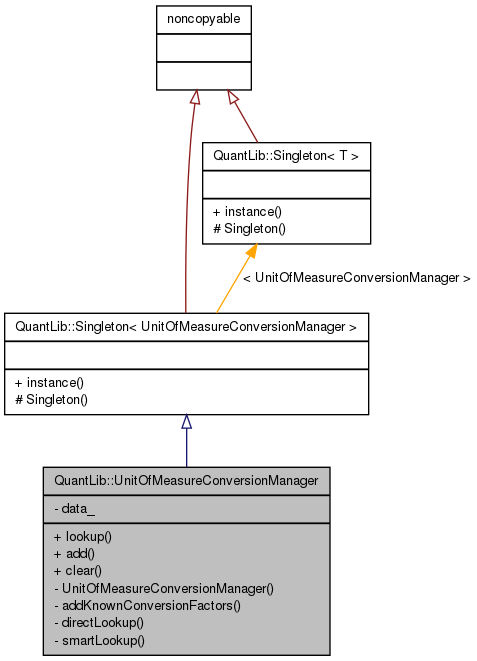 noncopyable
QuantLib::Singleton< T >
+ instance()
# Singleton()
< UnitOfMeasureConversionManager >
QuantLib::Singleton< UnitOfMeasureConversionManager >
+ instance()
# Singleton()
QuantLib::UnitOfMeasureConversionManager
- data_
+ lookup()
+ add()
+ clear()
- UnitOfMeasureConversionManager()
- addKnownConversionFactors()
- directLookup()
- smartLookup()